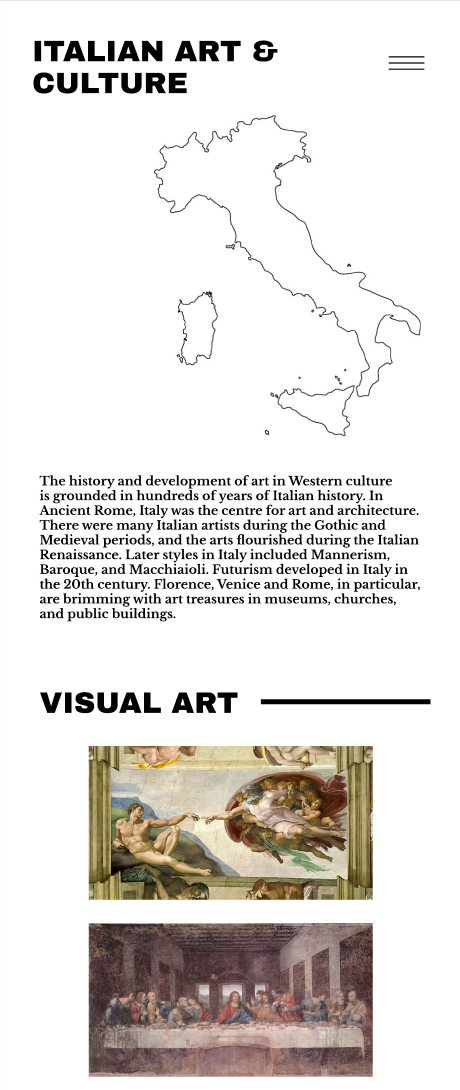 ITALIAN ART &
CULTURE
The history and development of art in Western culture
is grounded in hundreds of years of Italian history. In
Ancient Rome, Italy was the centre for art and architecture.
There were many Italian artists during the Gothic and
Medieval periods, and the arts flourished during the Italian
Renaissance. Later styles in Italy included Mannerism,
Baroque, and Macchiaioli. Futurism developed in Italy in
the 20th century. Florence, Venice and Rome, in particular,
are brimming with art treasures in museums, churches,
and public buildings.
VISUAL ART